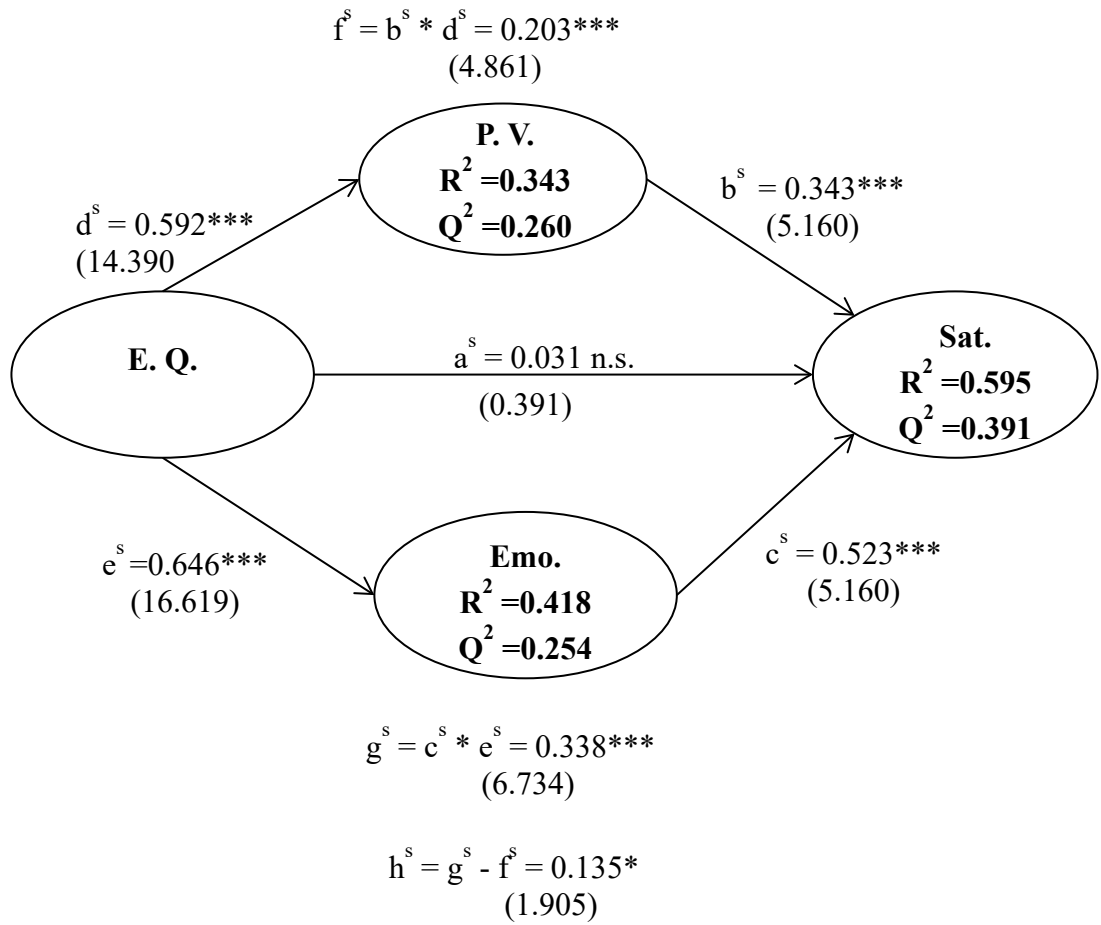 f^s = b^s * d^s = 0.203***
(4.861)
P. V.
R^2 =0.343
Q^2 =0.260
d^s = 0.592***
(14.390
b^s = 0.343***
(5.160)
E. Q.
a^s = 0.031 n.s.
(0.391)
Sat.
R^2 =0.595
Q^2 =0.391
e^s =0.646***
(16.619)
Emo.
R^2 =0.418
Q^2 =0.254
c^s = 0.523***
(5.160)
g^s = c^s * e^s = 0.338***
(6.734)
h^s = g^s - f^s = 0.135*
(1.905)